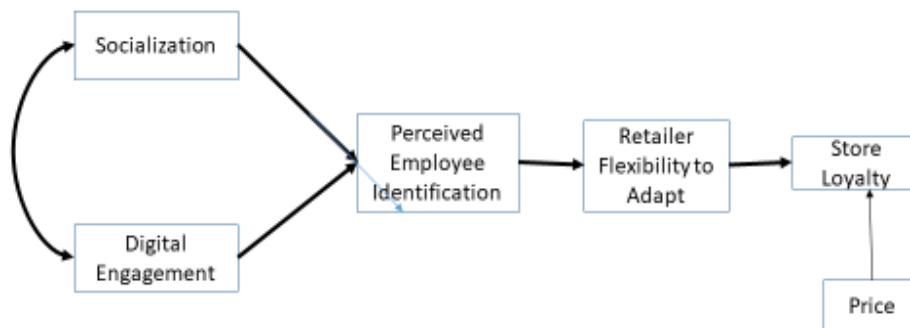 Socialization
Perceived
Employee
Identification
Retailer
Flexibility to
Adapt
Store
Loyalty
Digital
Engagement
Price